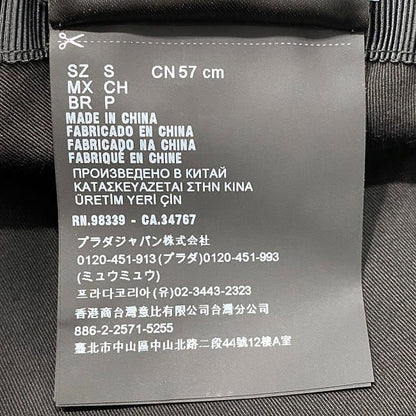 SZ S CN 57 cm
MX CH
BR P
MADE IN CHINA
FABRICADO EN CHINA
FABRICADO NA CHINA
FABRIQUÉ EN CHINE
ПРОИЗВЕДЕНО В КИТАЙ
ΚΑΤΑΣΚΕΥΑΖΕΤΑΙ ΣΤΗΝ ΚΙΝΑ
ÜRETİM YERİ ÇİN
RN.98339 - CA.34767
プラダジャパン株式会社
0120-451-913 (プラダ) 0120-451-993
(ミュウミュウ)
프라다코리아 (유) 02-3443-2323
香港商台灣意比有限公司台灣分公司
886-2-2571-5255
臺北市中山區中山北路二段44號12樓A室